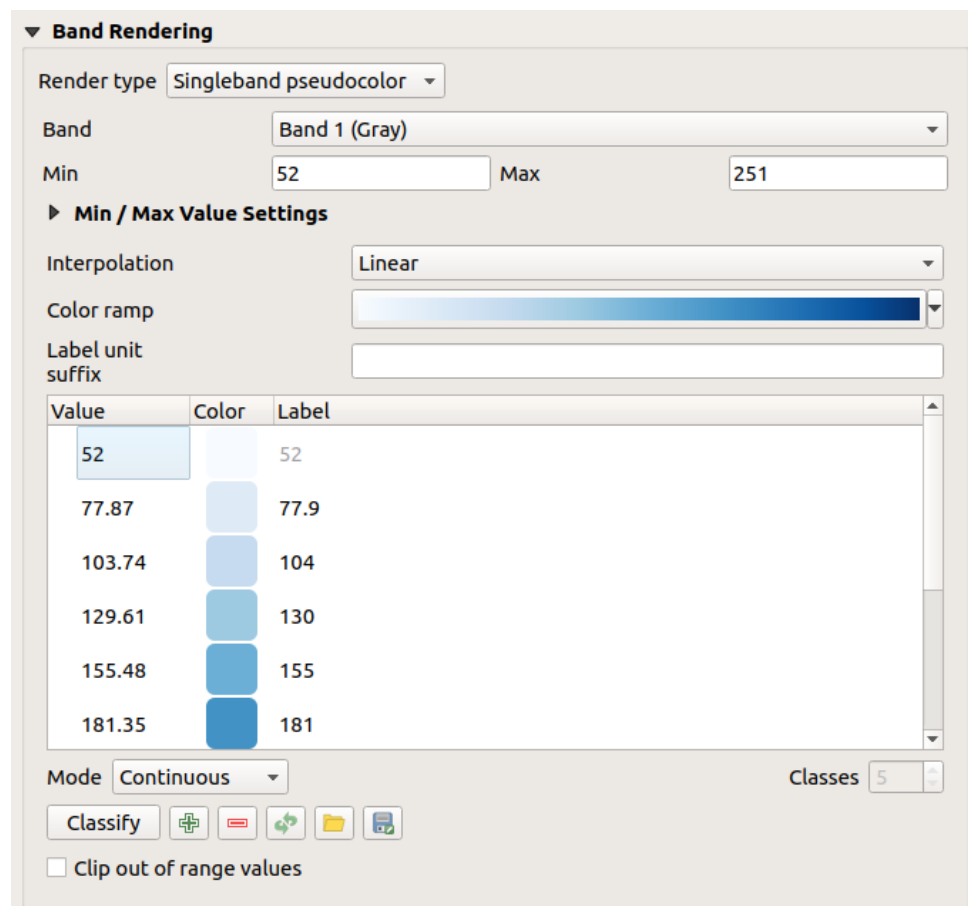 Band Rendering
Render type Singleband pseudocolor
Band Band 1 (Gray)
Min 52 Max 251
Min / Max Value Settings
Interpolation Linear
Color ramp
Label unit
suffix
Value Color Label
52 52
77.87 77.9
103.74 104
129.61 130
155.48 155
181.35 181
Mode Continuous Classes 5
Classify
Clip out of range values